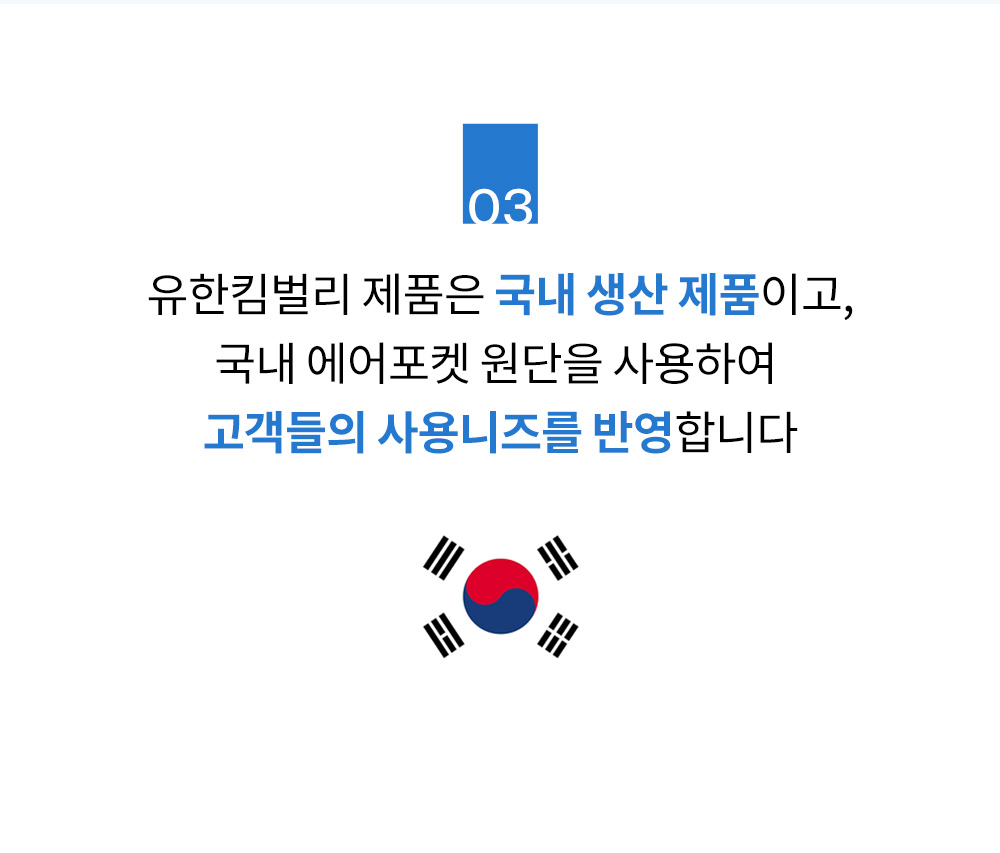 03
유한킴벌리 제품은 국내 생산 제품이고,
국내 에어포켓 원단을 사용하여
고객들의 사용니즈를 반영합니다